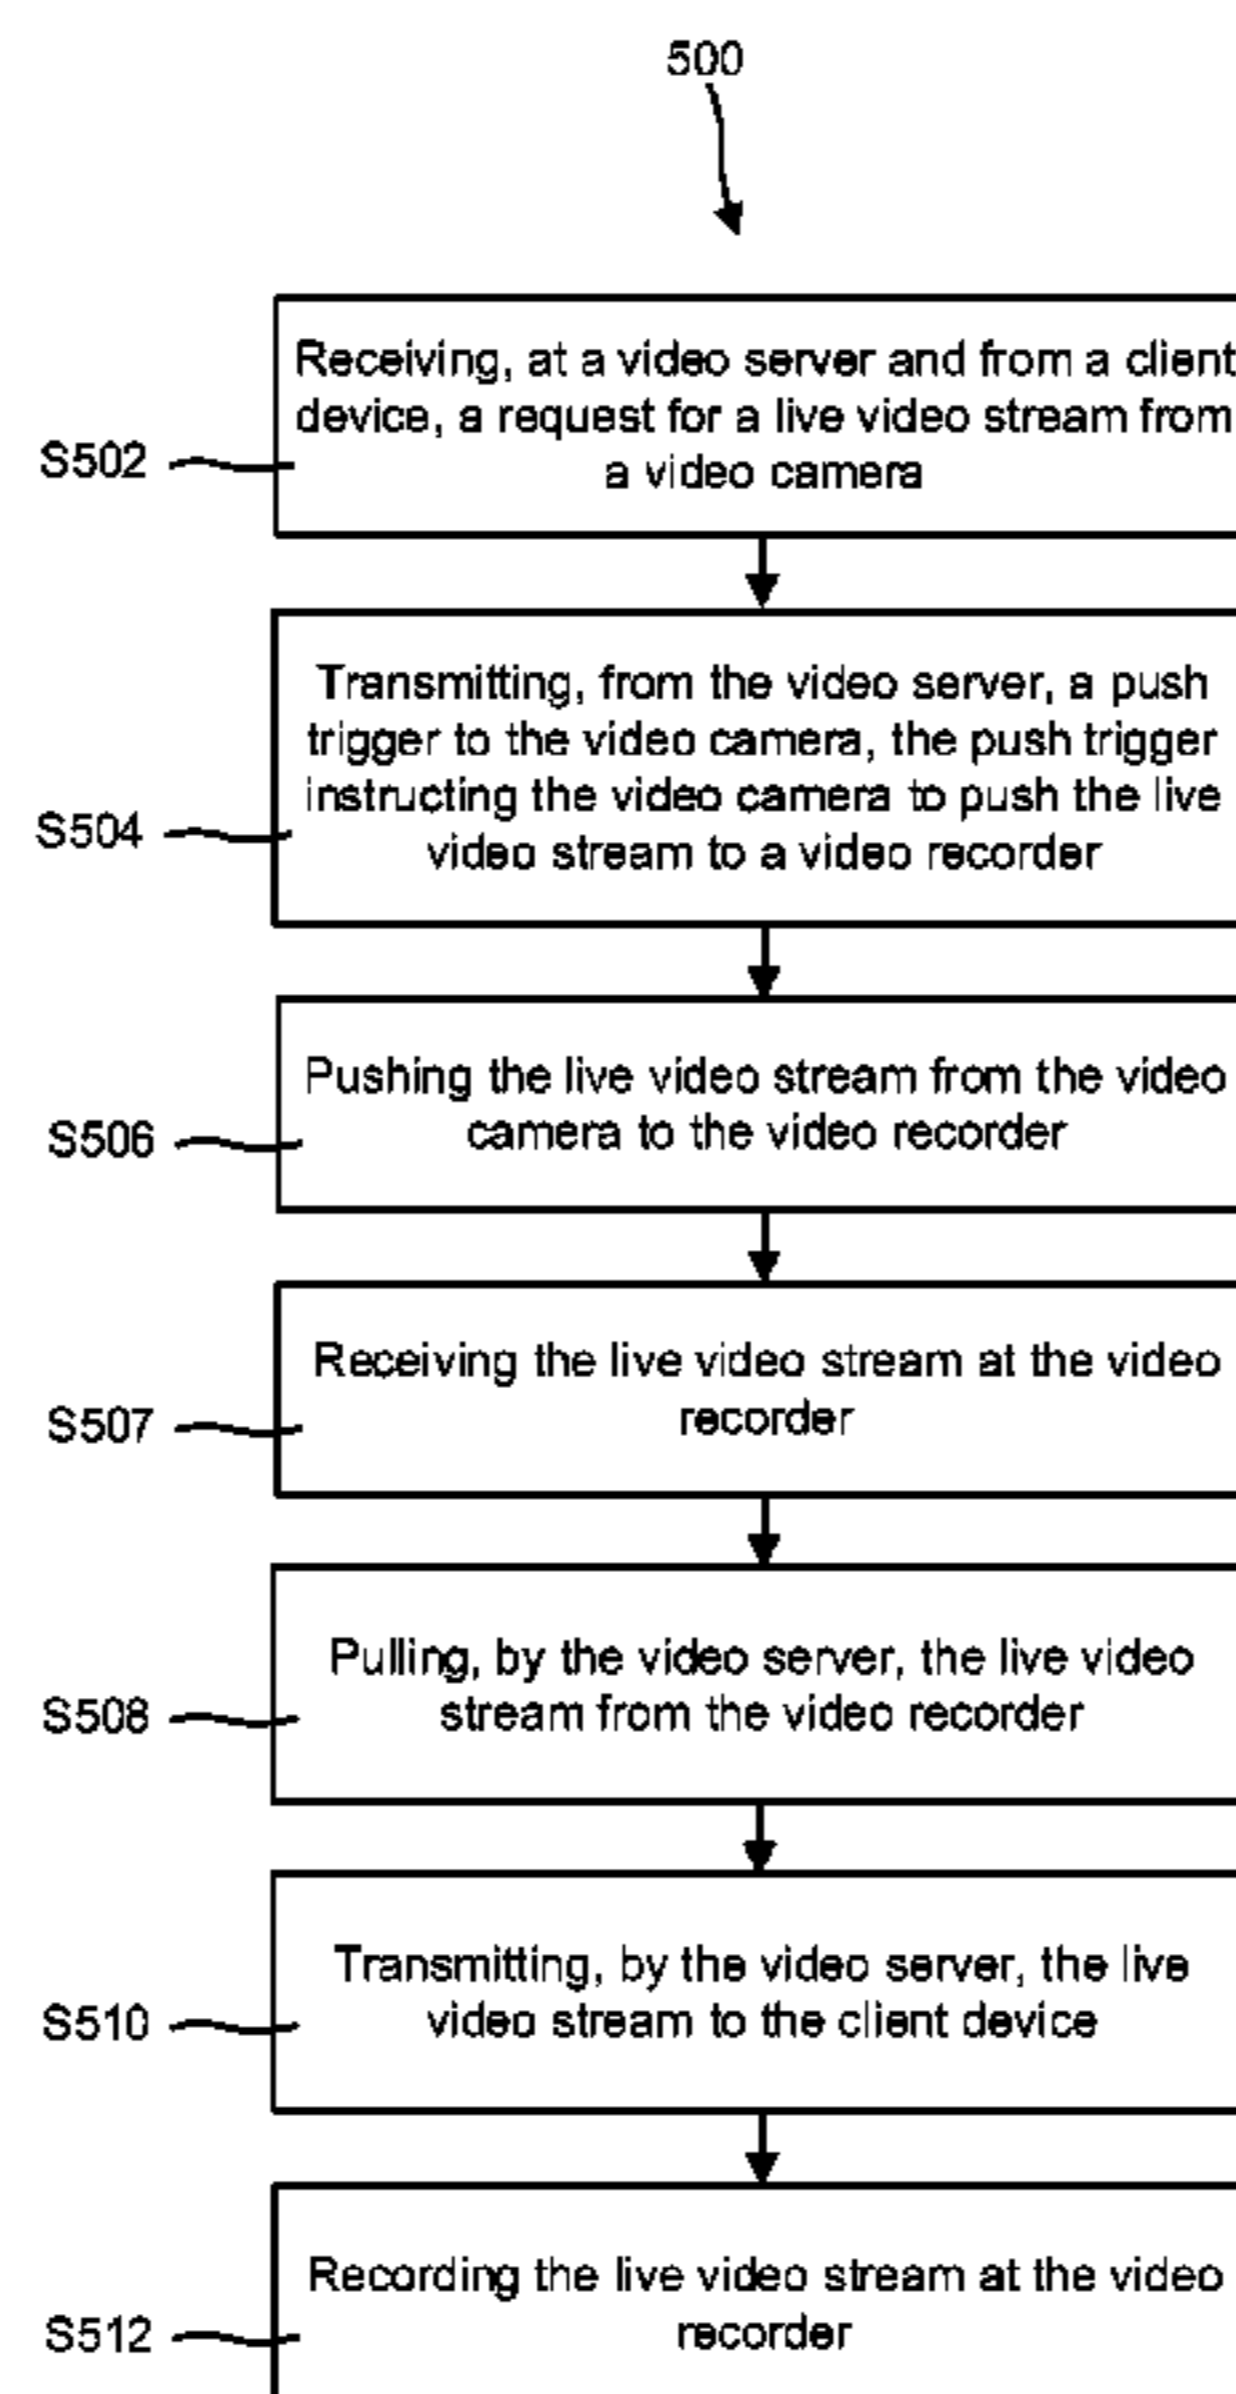 500
Receiving, at a video server and from a client
device, a request for a live video stream from
a video camera
S502
Transmitting, from the video server, a push
trigger to the video camera, the push trigger
instructing the video camera to push the live
video stream to a video recorder
S504
Pushing the live video stream from the video
camera to the video recorder
S506
Receiving the live video stream at the video
recorder
S507
Pulling, by the video server, the live video
stream from the video recorder
S508
Transmitting, by the video server, the live
video stream to the client device
S510
Recording the live video stream at the video
recorder
S512